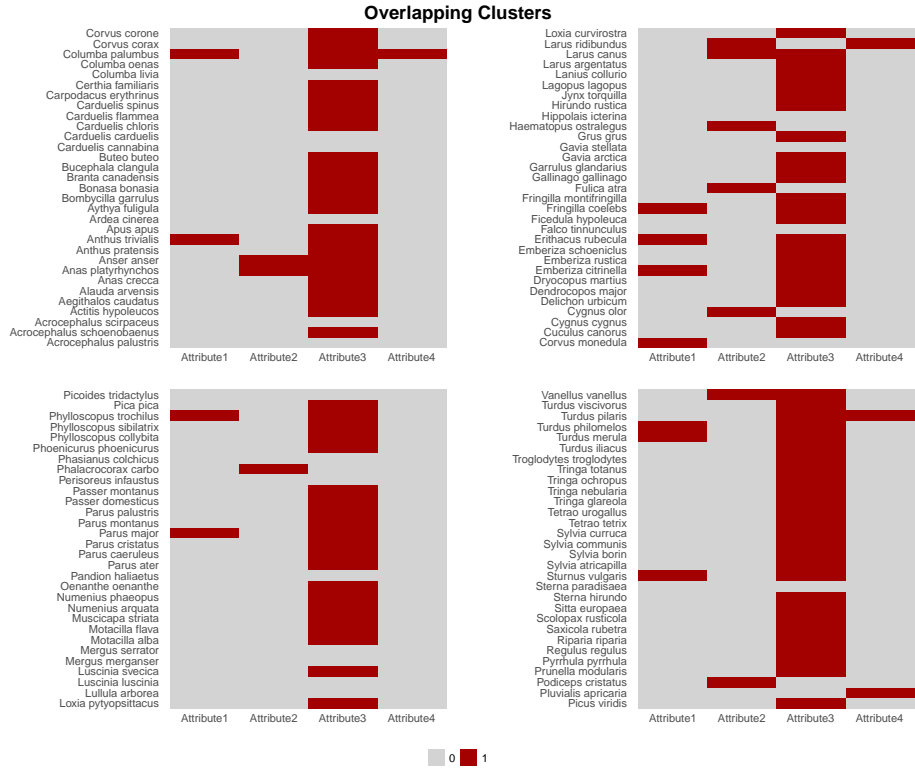 Overlapping Clusters
Corvus corone
Corvus corax
Columba palumbus
Columba oenas
Columba livia
Certhia familiaris
Carpodacus erythrinus
Carduelis spinus
Carduelis flammea
Carduelis chloris
Carduelis carduelis
Carduelis cannabina
Buteo buteo
Bucephala clangula
Branta canadensis
Bonasa bonasia
Bombycilla garrulus
Aythya fuligula
Ardea cinerea
Apus apus
Anthus trivialis
Anthus pratensis
Anser anser
Anas platyrhynchos
Anas crecca
Alauda arvensis
Aegithalos caudatus
Actitis hypoleucos
Acrocephalus scirpaceus
Acrocephalus schoenobaenus
Acrocephalus palustris
Attribute1 Attribute2 Attribute3 Attribute4
Loxia curvirostra
Larus ridibundus
Larus canus
Larus argentatus
Lanius collurio
Lagopus lagopus
Jynx torquilla
Hirundo rustica
Hippolais icterina
Haematopus ostralegus
Grus grus
Gavia stellata
Gavia arctica
Garrulus glandarius
Gallinago gallinago
Fulica atra
Fringilla montifringilla
Fringilla coelebs
Ficedula hypoleuca
Falco tinnunculus
Erithacus rubecula
Emberiza schoeniclus
Emberiza rustica
Emberiza citrinella
Dryocopus martius
Dendrocopos major
Delichon urbicum
Cygnus olor
Cygnus cygnus
Cuculus canorus
Corvus monedula
Attribute1 Attribute2 Attribute3 Attribute4
Picoides tridactylus
Pica pica
Phylloscopus trochilus
Phylloscopus sibilatrix
Phylloscopus collybita
Phoenicurus phoenicurus
Phasianus colchicus
Phalacrocorax carbo
Perisoreus infaustus
Passer montanus
Passer domesticus
Parus palustris
Parus montanus
Parus major
Parus cristatus
Parus caeruleus
Parus ater
Pandion haliaetus
Oenanthe oenanthe
Numenius phaeopus
Numenius arquata
Muscicapa striata
Motacilla flava
Motacilla alba
Mergus serrator
Mergus merganser
Luscinia svecica
Luscinia luscinia
Lullula arborea
Loxia pytyopsittacus
Attribute1 Attribute2 Attribute3 Attribute4
Vanellus vanellus
Turdus viscivorus
Turdus pilaris
Turdus philomelos
Turdus merula
Turdus iliacus
Troglodytes troglodytes
Tringa totanus
Tringa ochropus
Tringa nebularia
Tringa glareola
Tetrao urogallus
Tetrao tetrix
Sylvia curruca
Sylvia communis
Sylvia borin
Sylvia atricapilla
Sturnus vulgaris
Sterna paradisaea
Sterna hirundo
Sitta europaea
Scolopax rusticola
Saxicola rubetra
Riparia riparia
Regulus regulus
Pyrrhula pyrrhula
Prunella modularis
Podiceps cristatus
Pluvialis apricaria
Picus viridis
Attribute1 Attribute2 Attribute3 Attribute4
0 1